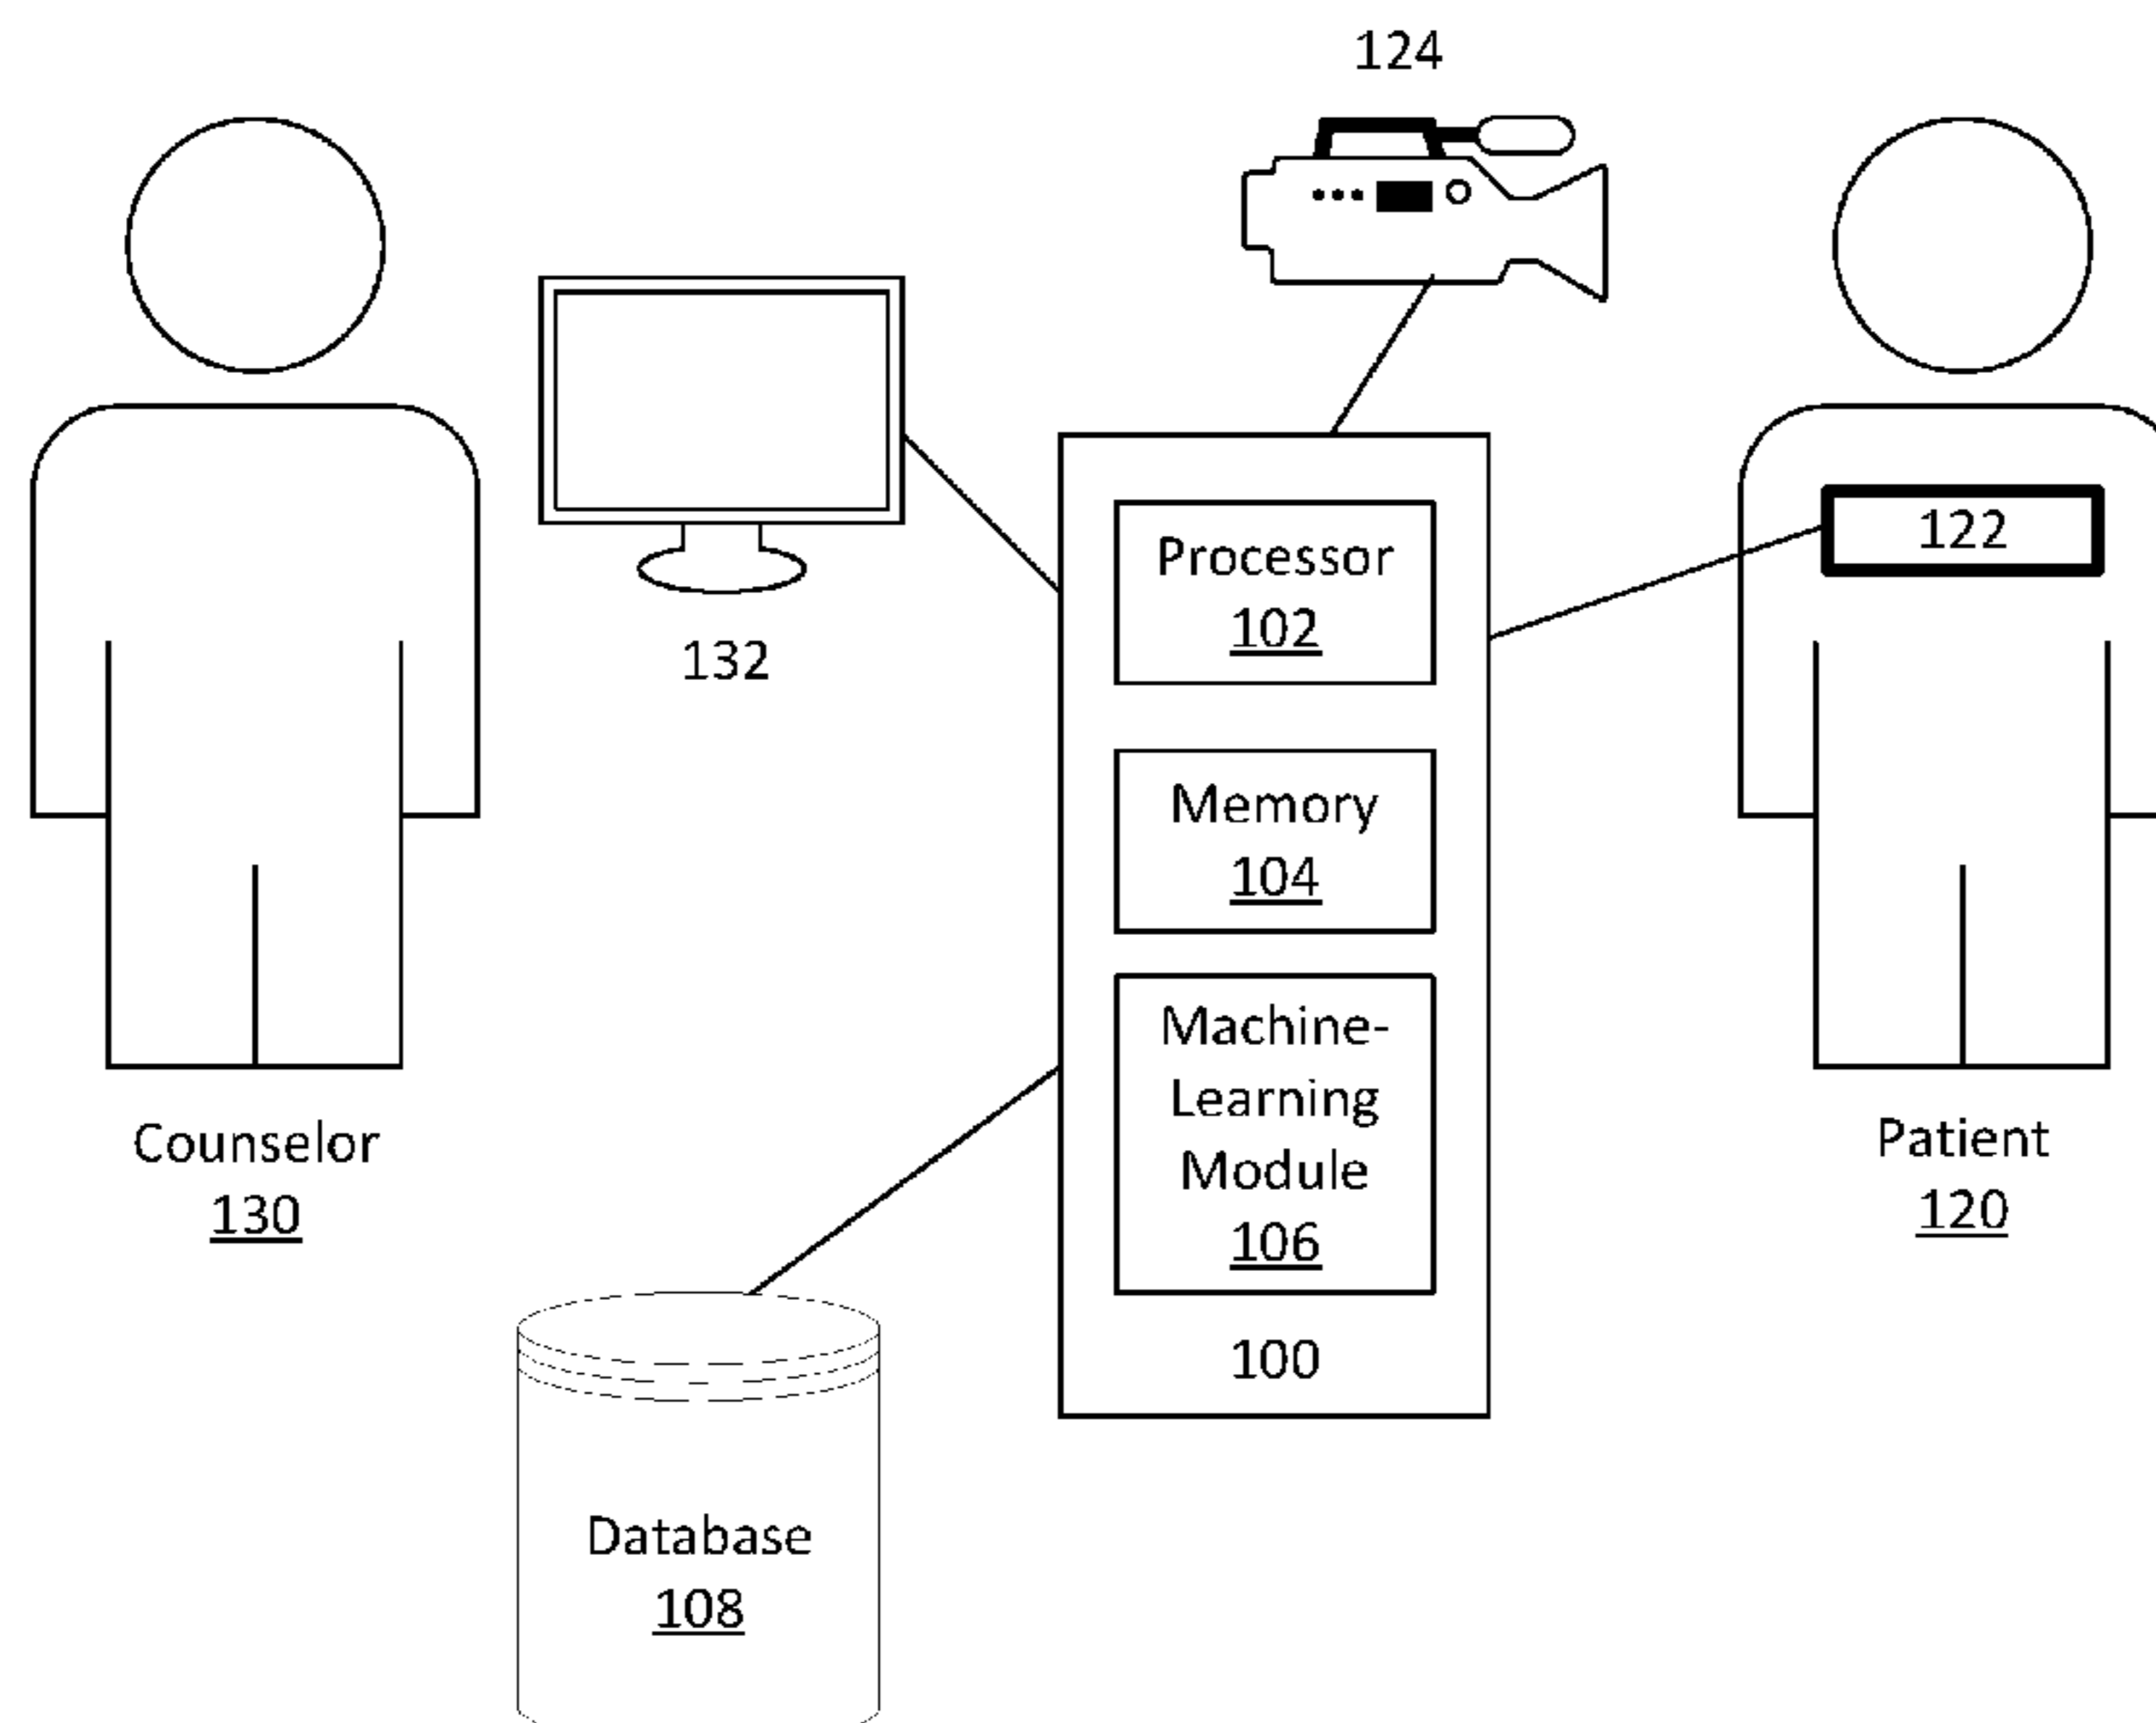 124
122
Processor
102
132
Memory
104
Machine-
Learning
Module
106
100
Counselor
130
Patient
120
Database
108